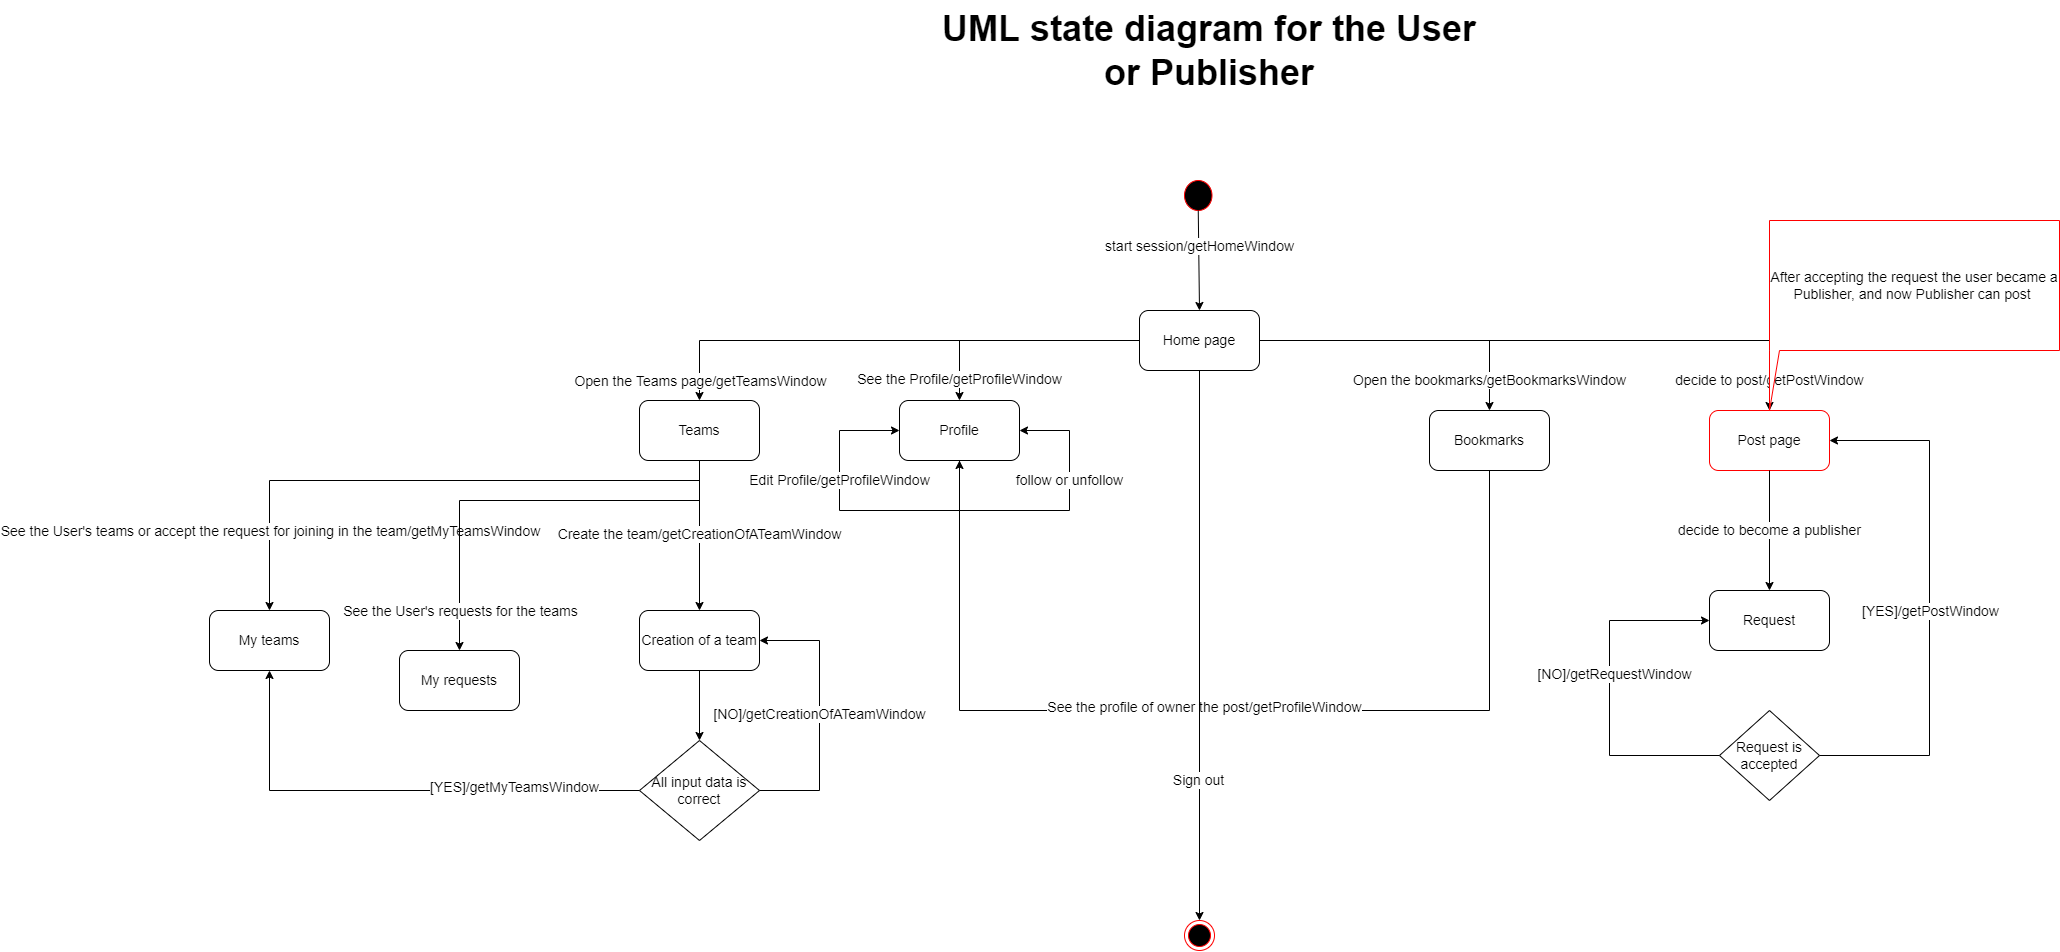 UML state diagram for the User
or Publisher
start session/getHomeWindow
After accepting the request the user became a
Publisher, and now Publisher can post
Home page
Open the Teams page/getTeamsWindow
See the Profile/getProfileWindow
Open the bookmarks/getBookmarksWindow
decide to post/getPostWindow
Teams
Profile
Bookmarks
Post page
Edit Profile/getProfileWindow
follow or unfollow
See the User's teams or accept the request for joining in the team/getMyTeamsWindow
Create the team/getCreationOfATeamWindow
decide to become a publisher
See the User's requests for the teams
[YES]/getPostWindow
My teams
Creation of a team
Request
My requests
[NO]/getRequestWindow
See the profile of owner the post/getProfileWindow
[NO]/getCreationOfATeamWindow
Request is
accepted
All input data is
correct
[YES]/getMyTeamsWindow
Sign out